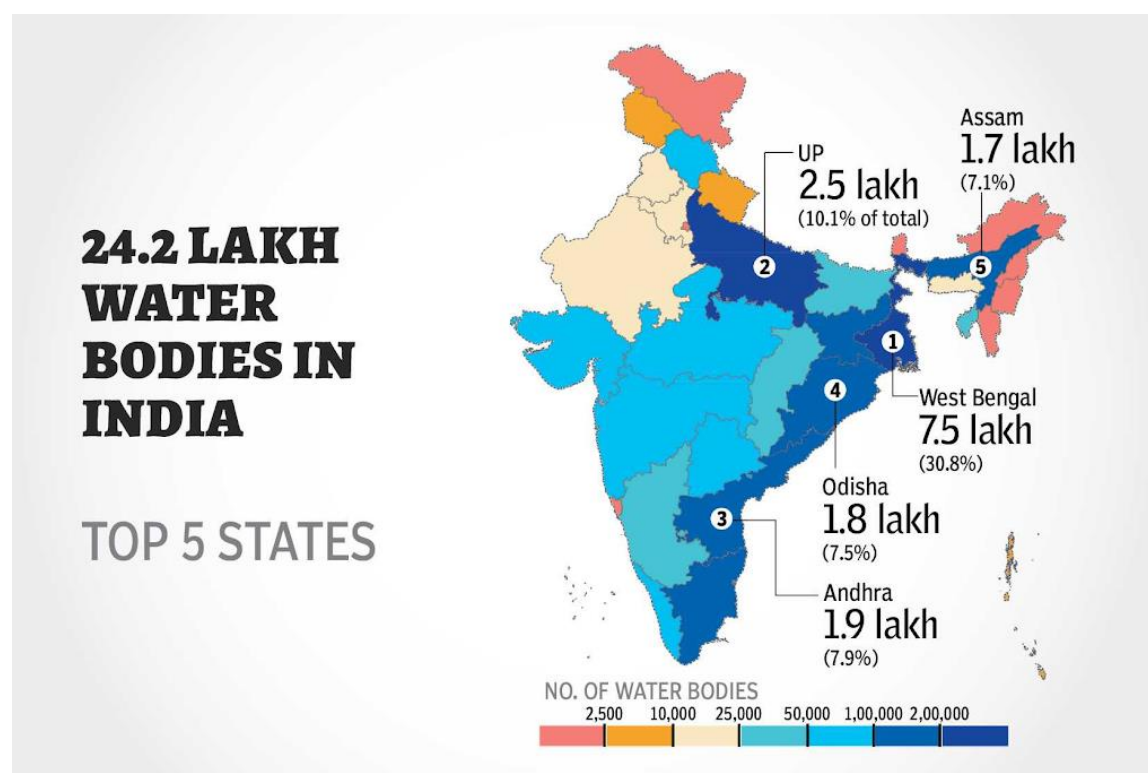 24.2 LAKH
WATER
BODIES IN
INDIA
TOP 5 STATES
UP
2.5 lakh
(10.1% of total)
Assam
1.7 lakh
(7.1%)
2
5
1
4
3
West Bengal
7.5 lakh
(30.8%)
Odisha
1.8 lakh
(7.5%)
Andhra
1.9 lakh
(7.9%)
NO. OF WATER BODIES
2,500 10,000 25,000 50,000 1,00,000 2,00,000